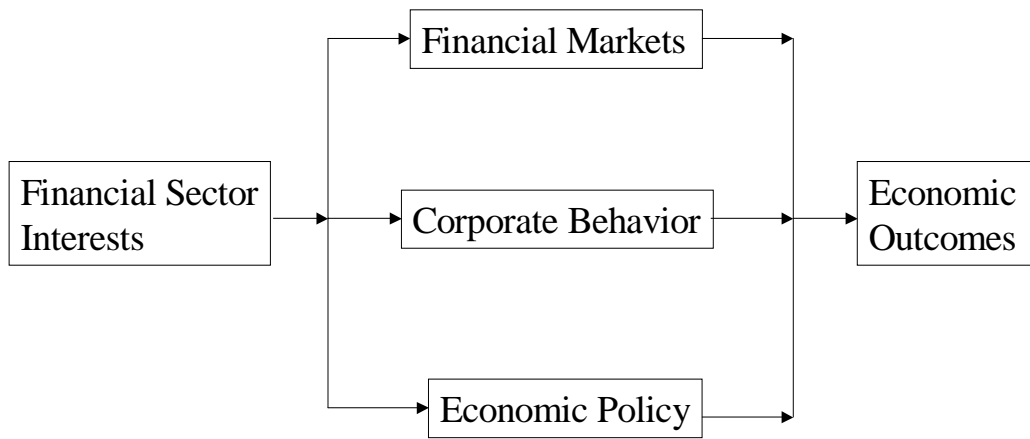 Financial Markets
Financial Sector
Interests
Corporate Behavior
Economic
Outcomes
Economic Policy